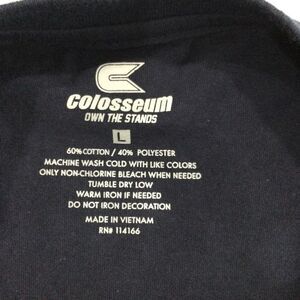 Colosseum
OWN THE STANDS
L
60% COTTON / 40% POLYESTER
MACHINE WASH COLD WITH LIKE COLORS
ONLY NON-CHLORINE BLEACH WHEN NEEDED
TUMBLE DRY LOW
WARM IRON IF NEEDED
DO NOT IRON DECORATION
MADE IN VIETNAM
RN# 114166